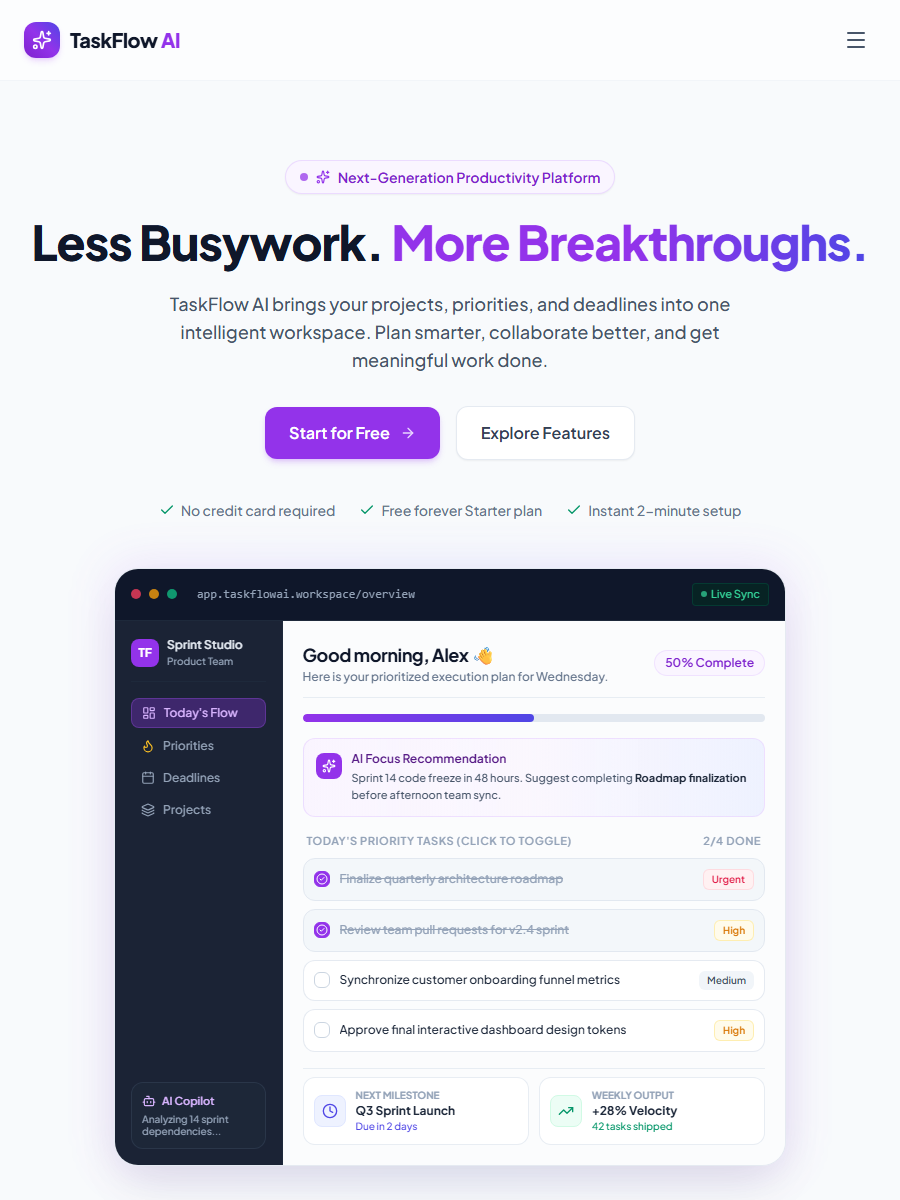 TaskFlow AI
Next-Generation Productivity Platform
Less Busywork. More Breakthroughs.
TaskFlow AI brings your projects, priorities, and deadlines into one
intelligent workspace. Plan smarter, collaborate better, and get
meaningful work done.
Start for Free
Explore Features
No credit card required
Free forever Starter plan
Instant 2-minute setup
app.taskflowai.workspace/overview
Live Sync
TF
Sprint Studio
Product Team
Today's Flow
Priorities
Deadlines
Projects
AI Copilot
Analyzing 14 sprint
dependencies...
Good morning, Alex 👋
Here is your prioritized execution plan for Wednesday.
50% Complete
AI Focus Recommendation
Sprint 14 code freeze in 48 hours. Suggest completing Roadmap finalization
before afternoon team sync.
TODAY'S PRIORITY TASKS (CLICK TO TOGGLE)
2/4 DONE
Finalize quarterly architecture roadmap
Urgent
Review team pull requests for v2.4 sprint
High
Synchronize customer onboarding funnel metrics
Medium
Approve final interactive dashboard design tokens
High
NEXT MILESTONE
Q3 Sprint Launch
Due in 2 days
WEEKLY OUTPUT
+28% Velocity
42 tasks shipped